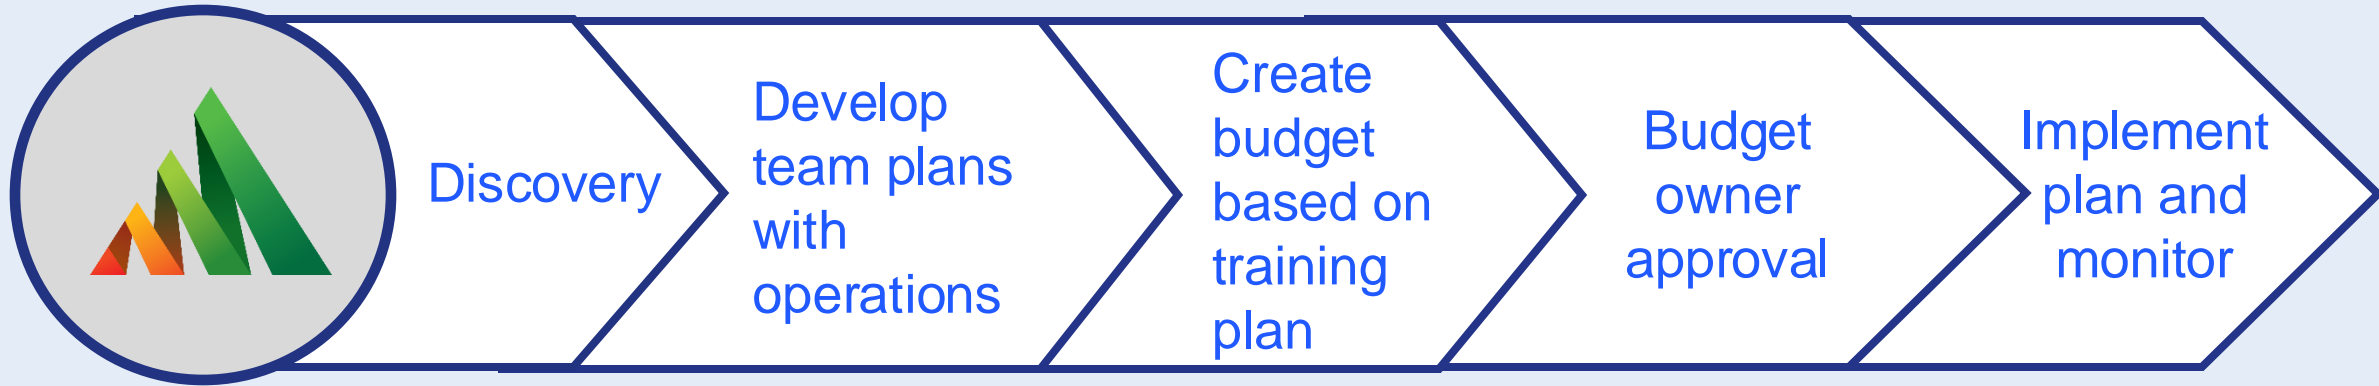 Discovery
Develop
team plans
with
operations
Create
budget
based on
training
plan
Budget
owner
approval
Implement
plan and
monitor